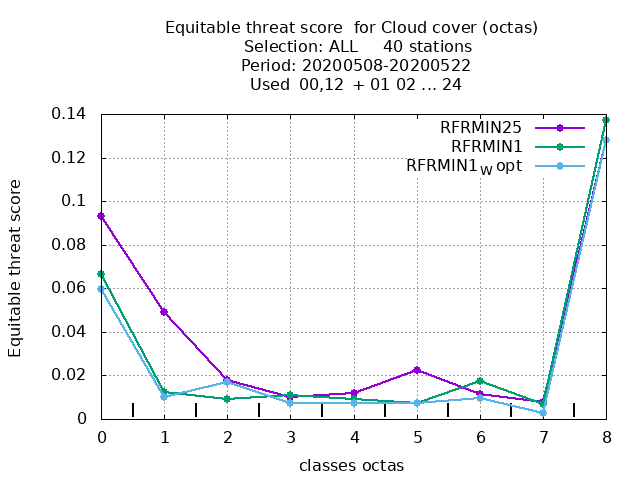 Equitable threat score for Cloud cover (octas)
Selection: ALL 40 stations
Period: 20200508-20200522
Used 00,12 + 01 02 ... 24
RFRMIN25
RFRMIN1
RFRMIN1W opt
Equitable threat score
0.14
0.12
0.1
0.08
0.06
0.04
0.02
0
0 1 2 3 4 5 6 7 8
classes octas